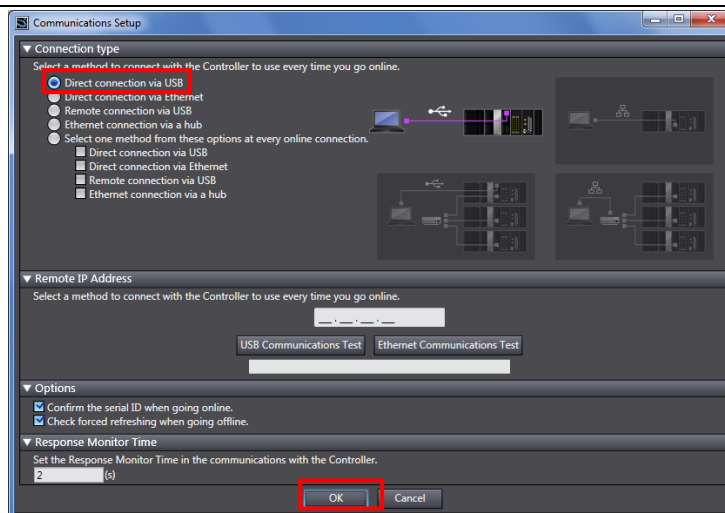 Communications Setup
▼ Connection type
Select a method to connect with the Controller to use every time you go online.
Direct connection via USB
Direct connection via Ethernet
Remote connection via USB
Ethernet connection via a hub
Select one method from these options at every online connection.
Direct connection via USB
Direct connection via Ethernet
Remote connection via USB
Ethernet connection via a hub
▼ Remote IP Address
Select a method to connect with the Controller to use every time you go online.
__.__.__.__
USB Communications Test Ethernet Communications Test
▼ Options
Confirm the serial ID when going online.
Check forced refreshing when going offline.
▼ Response Monitor Time
Set the Response Monitor Time in the communications with the Controller.
2 (s)
OK Cancel